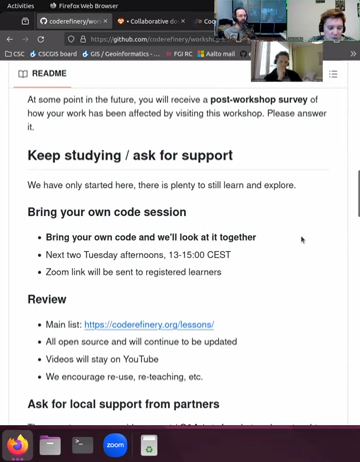 Activities
Firefox Web Browser
coderefinery/works
Collaborative do
Coo
https://github.com/coderefinery/worksh
CSC
CSCGIS board
GIS / Geoinformatics - ...
FGI RC
Aalto mail
README
At some point in the future, you will receive a post-workshop survey of
how your work has been affected by visiting this workshop. Please answer
it.
Keep studying / ask for support
We have only started here, there is plenty to still learn and explore.
Bring your own code session
Bring your own code and we'll look at it together
Next two Tuesday afternoons, 13-15:00 CEST
Zoom link will be sent to registered learners
Review
Main list: https://coderefinery.org/lessons/
All open source and will continue to be updated
Videos will stay on YouTube
We encourage re-use, re-teaching, etc.
Ask for local support from partners
zoom